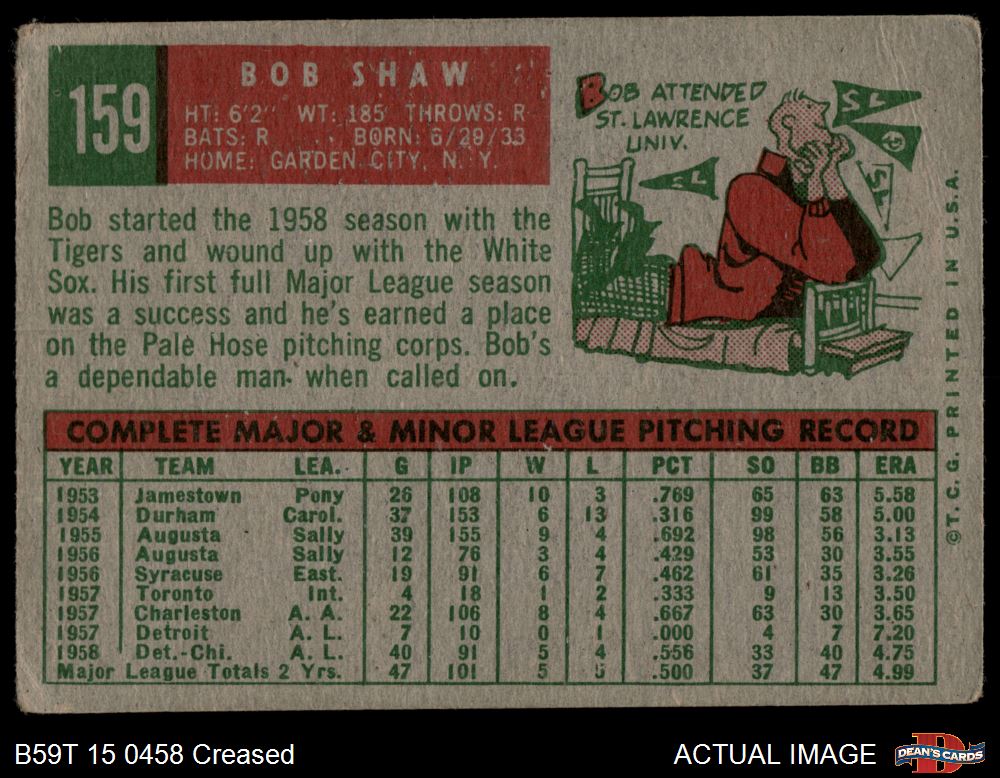 159
BOB SHAW
HT: 6'2" WT: 185 THROWS: R
BATS: R BORN: 6/29/33
HOME: GARDEN CITY, N. Y.
BOB ATTENDED
ST. LAWRENCE
UNIV.
SL
SL
SL
Bob started the 1958 season with the
Tigers and wound up with the White
Sox. His first full Major League season
was a success and he's earned a place
on the Pale Hose pitching corps. Bob's
a dependable man when called on.
COMPLETE MAJOR & MINOR LEAGUE PITCHING RECORD
YEAR TEAM LEA. G IP W L PCT SO BB ERA
1953 Jamestown Pony 26 108 10 3 .769 65 63 5.58
1954 Durham Carol. 37 153 6 13 .316 99 58 5.00
1955 Augusta Sally 39 155 9 4 .692 98 56 3.13
1956 Augusta Sally 12 76 3 4 .429 53 30 3.55
1956 Syracuse East. 19 91 6 7 .462 61 35 3.26
1957 Toronto Int. 4 18 1 2 .333 9 13 3.50
1957 Charleston A. A. 22 106 8 4 .667 63 30 3.65
1957 Detroit A. L. 7 10 0 1 .000 4 7 7.20
1958 Det.-Chi. A. L. 40 91 5 4 .556 33 40 4.75
Major League Totals 2 Yrs. 47 101 5 5 .500 37 47 4.99
©T. C. G. PRINTED IN U.S.A.
B59T 15 0458 Creased
ACTUAL IMAGE
DEAN'S CARDS